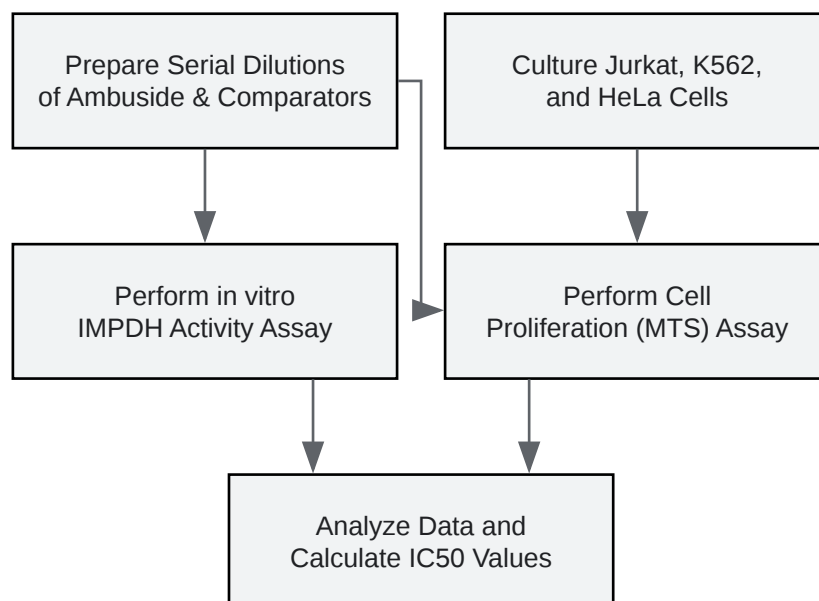 Prepare Serial Dilutions
of Ambuside & Comparators
Culture Jurkat, K562,
and HeLa Cells
Perform in vitro
IMPDH Activity Assay
Perform Cell
Proliferation (MTS) Assay
Analyze Data and
Calculate IC50 Values